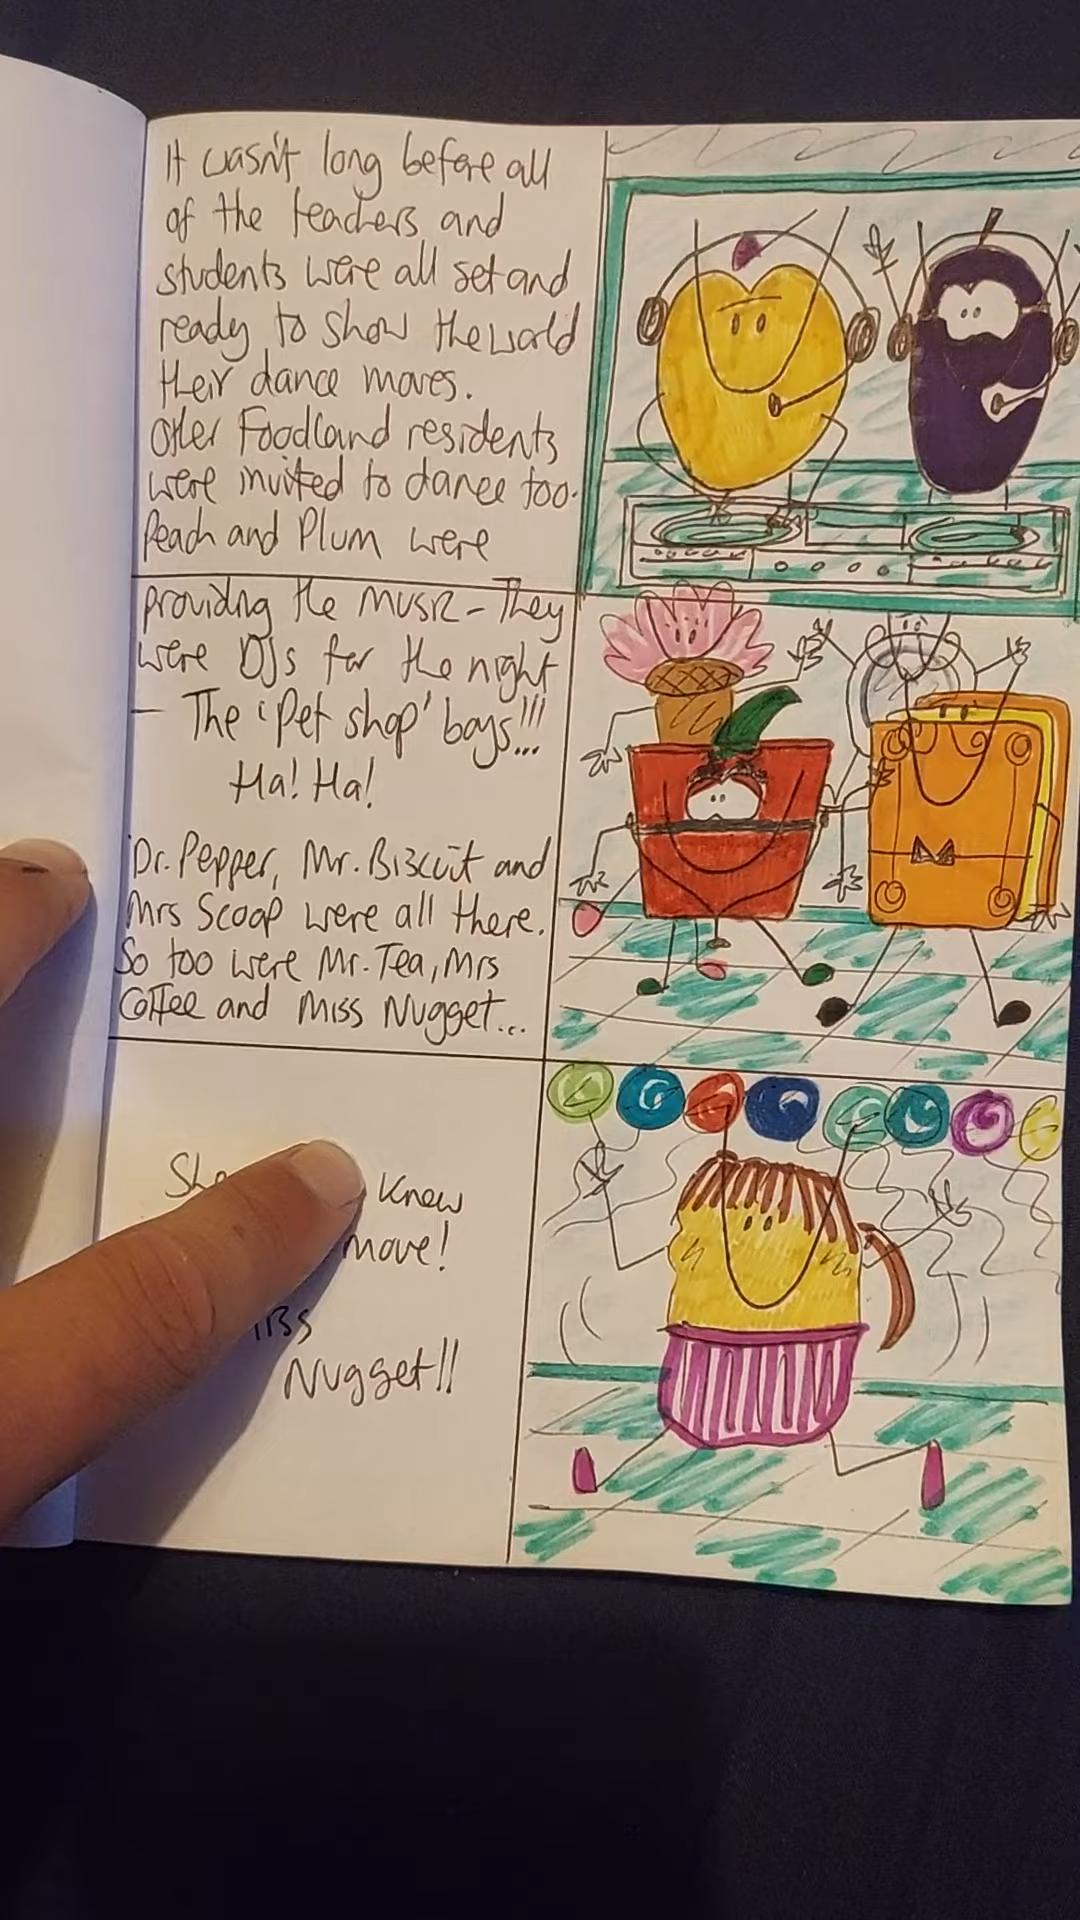 It wasn't long before all
of the teachers and
students were all set and
ready to show the world
their dance moves.
Other Foodland residents
were invited to dance too.
Peach and Plum were
providing the music - They
were DJs for the night
- The 'Pet shop' boys!!!
Ha! Ha!
Dr. Pepper, Mr. Biscuit and
Mrs Scoop were all there.
So too were Mr. Tea, Mrs
Coffee and Miss Nugget...
knew
move!
Nugget!!